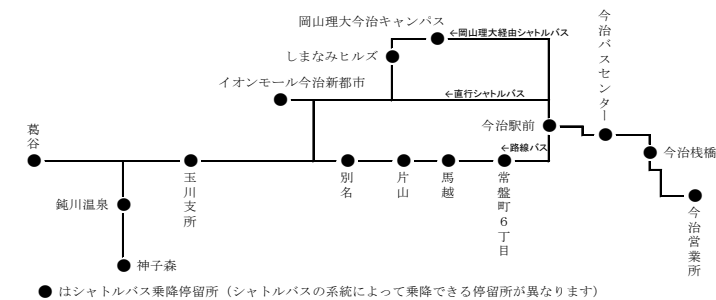 岡山理大今治キャンパス
←岡山理大経由シャトルバス
今治バスセンター
しまなみヒルズ
イオンモール今治新都市
←直行シャトルバス
今治駅前
葛谷
←路線バス
今治桟橋
玉川支所
別名
片山
馬越
常盤町6丁目
鈍川温泉
今治営業所
神子森
●はシャトルバス乗降停留所（シャトルバスの系統によって乗降できる停留所が異なります）